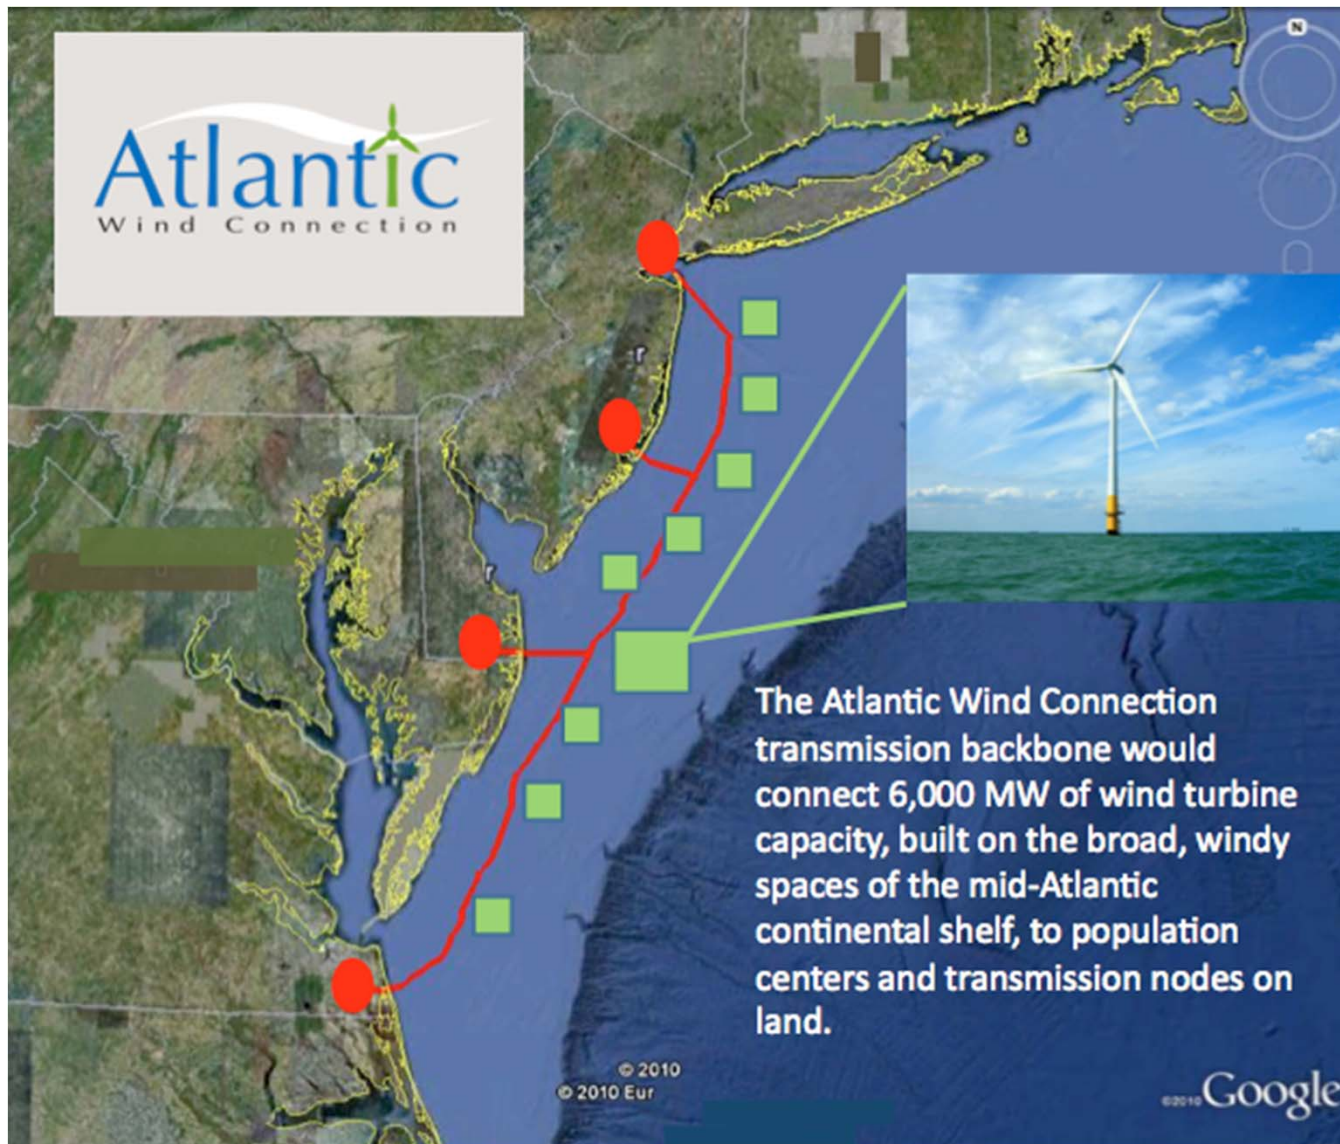 Atlantic
Wind Connection
N
r
r
The Atlantic Wind Connection
transmission backbone would
connect 6,000 MW of wind turbine
capacity, built on the broad, windy
spaces of the mid-Atlantic
continental shelf, to population
centers and transmission nodes on
land.
© 2010
© 2010 Eur
©2010 Google